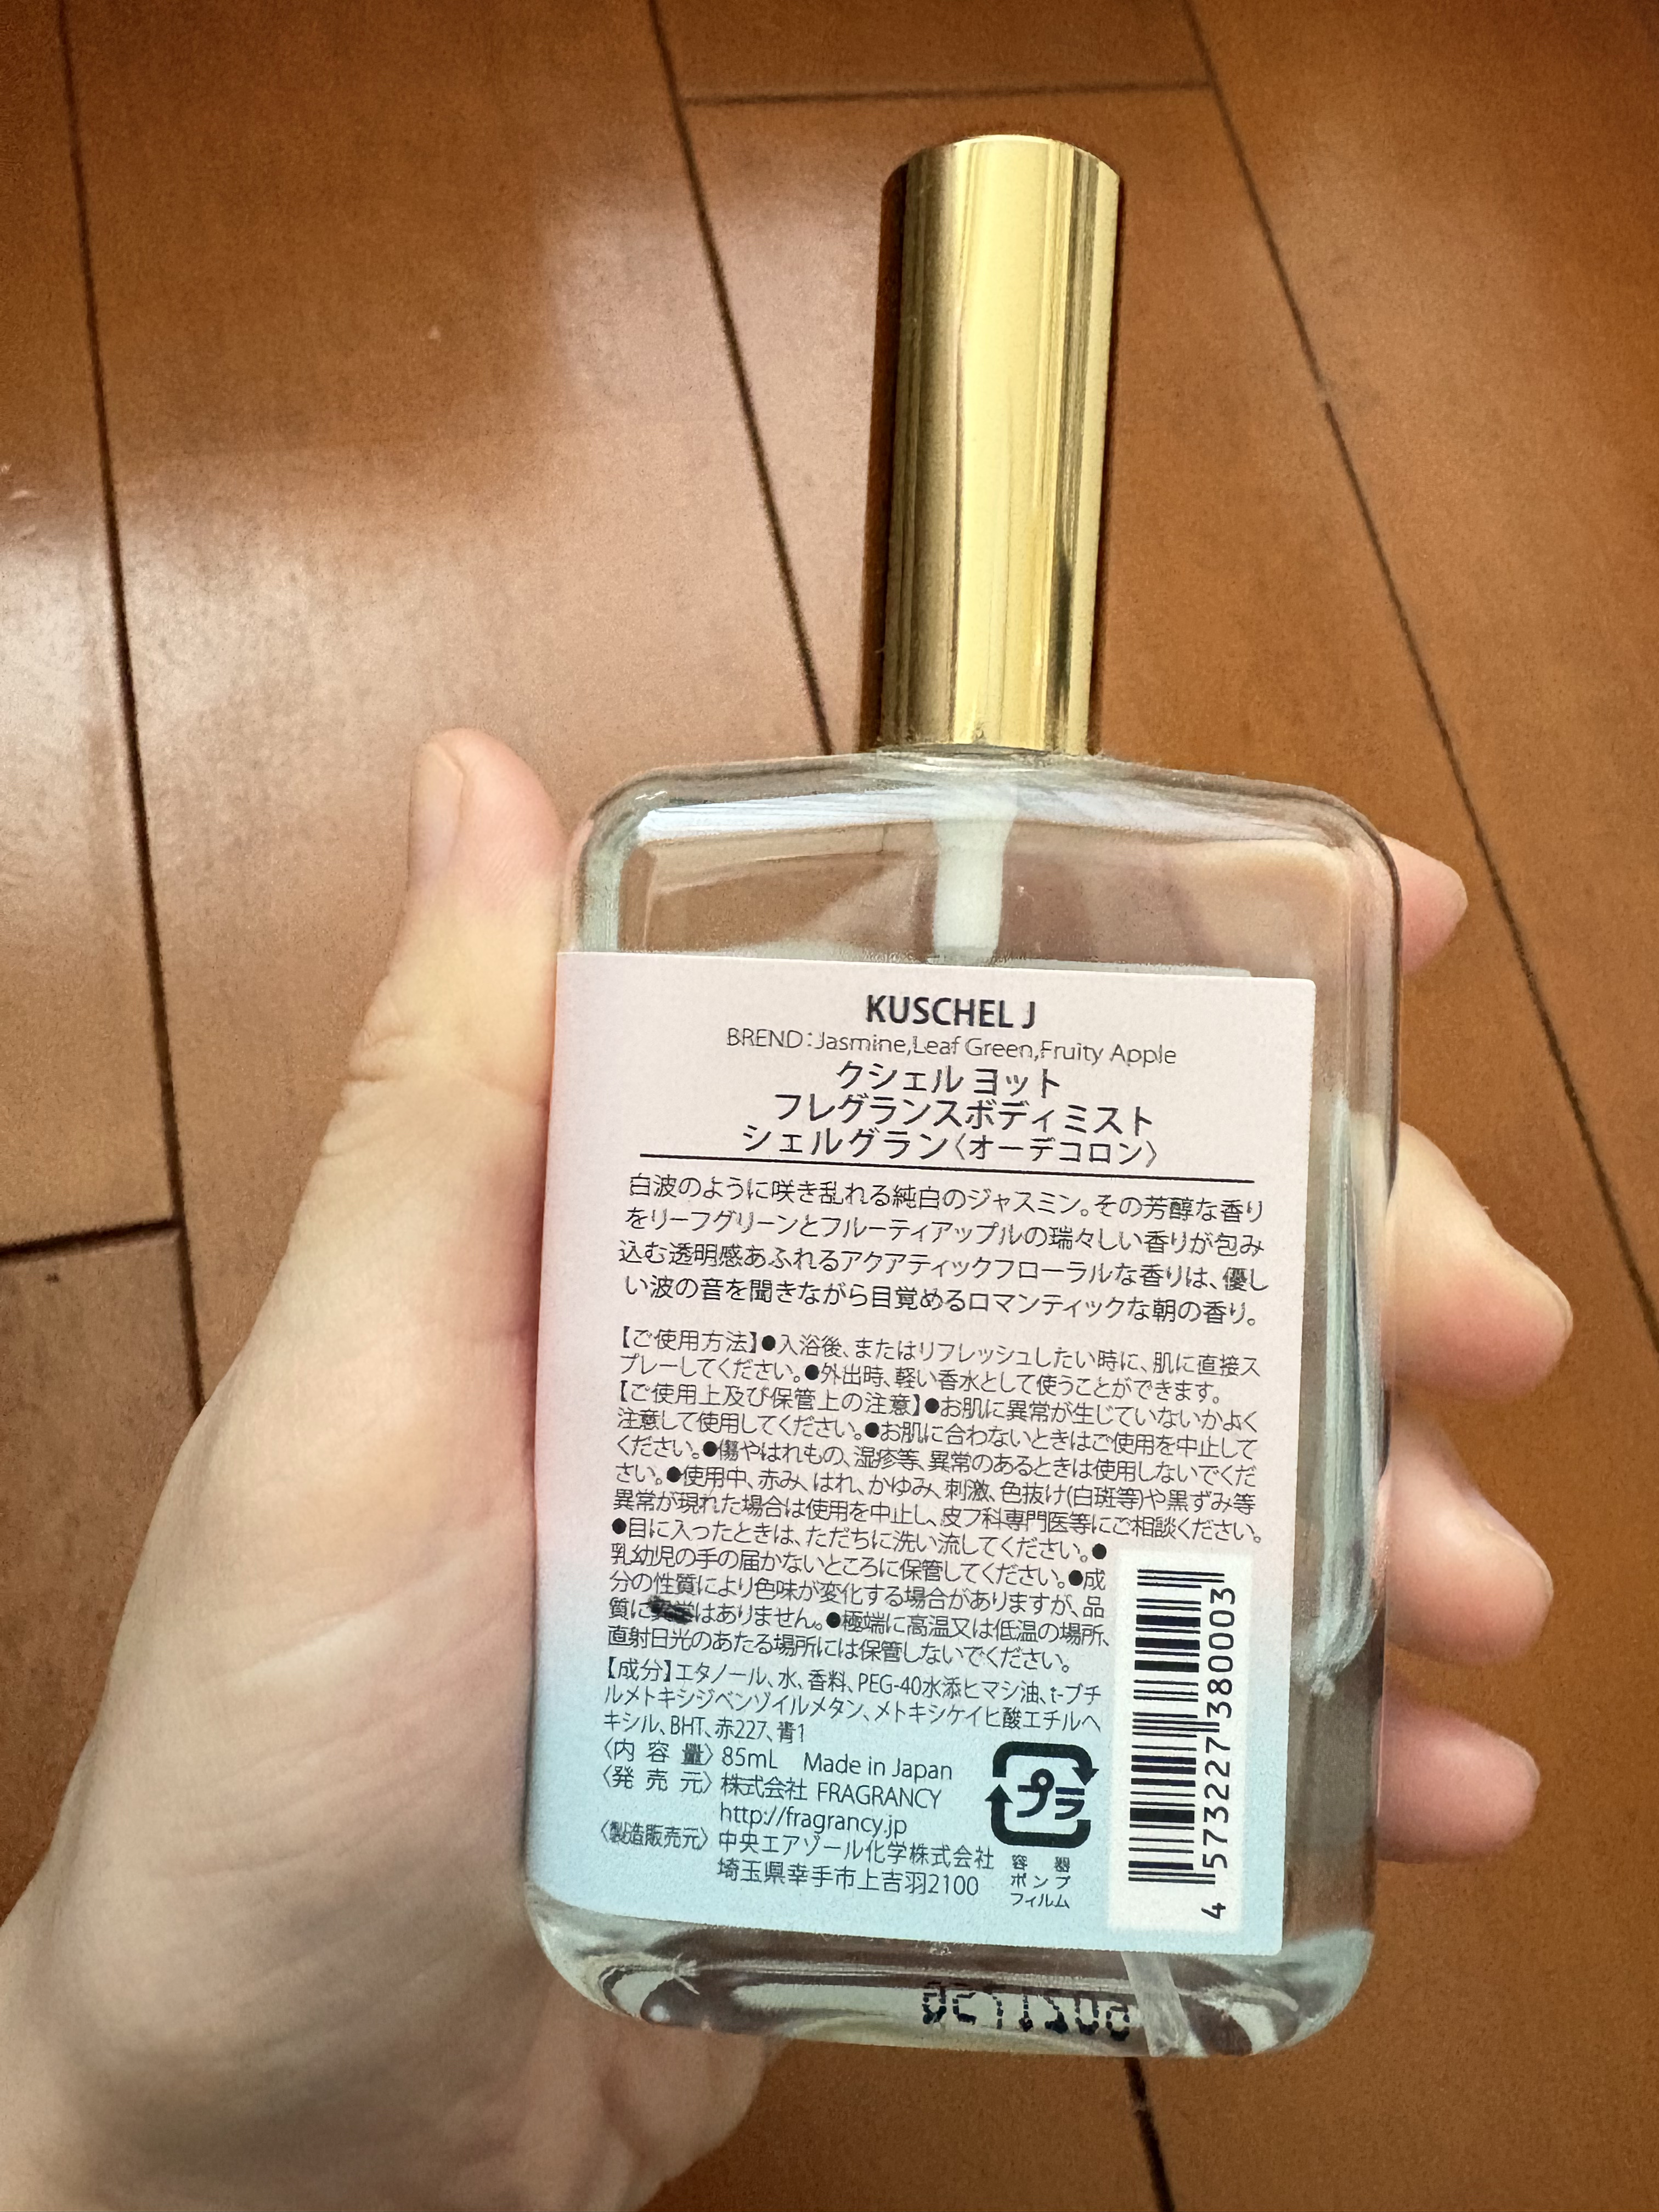 KUSCHEL J
BREND:Jasmine,Leaf Green,Fruity Apple
クシェル ヨット
フレグランスボディミスト
シェルグラン〈オーデコロン〉
白波のように咲き乱れる純白のジャスミン。その芳醇な香り
をリーフグリーンとフルーティアップルの瑞々しい香りが包み
込む透明感あふれるアクアティックフローラルな香りは、優し
い波の音を聞きながら目覚めるロマンティックな朝の香り。
【ご使用方法】●入浴後、またはリフレッシュしたい時に、肌に直接ス
プレーしてください。●外出時、軽い香水として使うことができます。
【ご使用上及び保管上の注意】●お肌に異常が生じていないかよく
注意して使用してください。●お肌に合わないときはご使用を中止して
ください。●傷やはれもの、湿疹等、異常のあるときは使用しないでくだ
さい。●使用中、赤み、はれ、かゆみ、刺激、色抜け(白斑等)や黒ずみ等
異常が現れた場合は使用を中止し、皮フ科専門医等にご相談ください。
●目に入ったときは、ただちに洗い流してください。●
乳幼児の手の届かないところに保管してください。●成
分の性質により色味が変化する場合がありますが、品
質に異常はありません。●極端に高温又は低温の場所、
直射日光のあたる場所には保管しないでください。
【成分】エタノール、水、香料、PEG-40水添ヒマシ油、t-ブチ
ルメトキシジベンゾイルメタン、メトキシケイヒ酸エチルヘ
キシル、BHT、赤227、青1
〈内 容 量〉85mL Made in Japan
〈発 売 元〉株式会社 FRAGRANCY
http://fragrancy.jp
〈製造販売元〉中央エアゾール化学株式会社
埼玉県幸手市上吉羽2100
プラ
容 器
ポンプ
フィルム
4 573227 380003